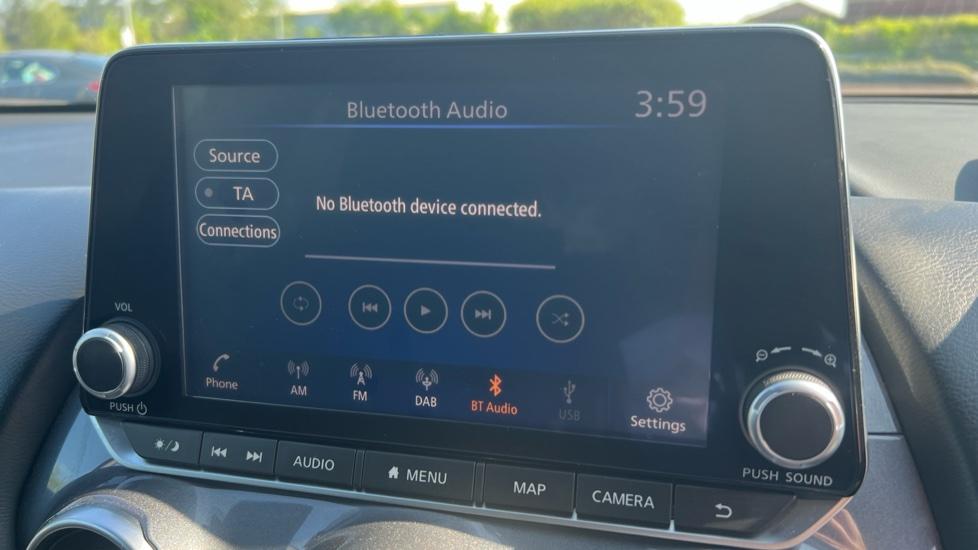 Bluetooth Audio
3:59
Source
TA
Connections
No Bluetooth device connected.
VOL
PUSH
Phone
AM
FM
DAB
BT Audio
USB
Settings
PUSH SOUND
AUDIO
MENU
MAP
CAMERA